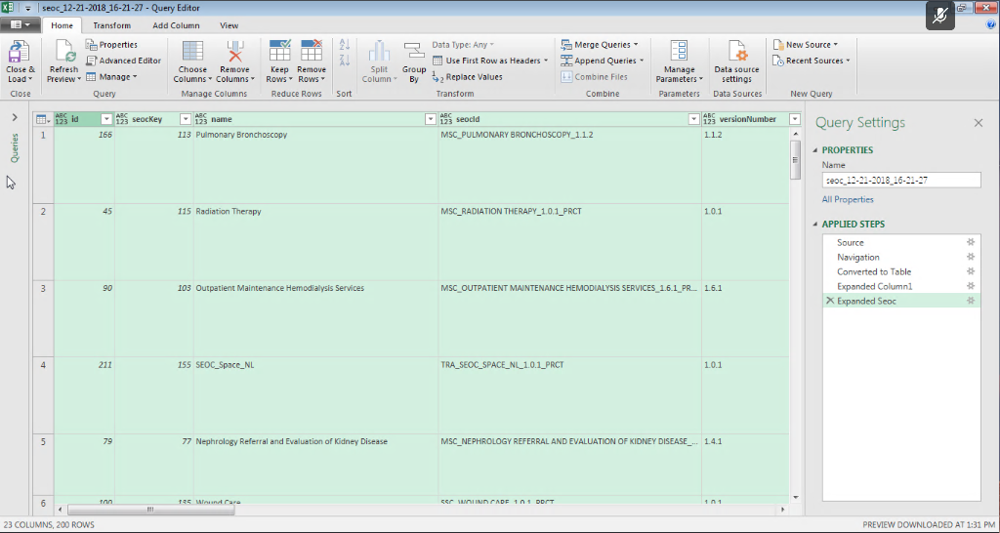 seoc_12-21-2018_16-21-27 - Query Editor
Home Transform Add Column View
Close & Load
Refresh Preview
Properties
Advanced Editor
Manage
Choose Columns
Remove Columns
Keep Rows
Remove Rows
Split Column
Group By
Data Type: Any
Use First Row as Headers
Replace Values
Merge Queries
Append Queries
Combine Files
Manage Parameters
Data source settings
New Source
Recent Sources
Close Query Manage Columns Reduce Rows Sort Transform Combine Parameters Data Sources New Query
Queries
ABC 123 id ABC 123 seocKey ABC 123 name ABC 123 seocId ABC 123 versionNumber
1 166 113 Pulmonary Bronchoscopy MSC_PULMONARY BRONCHOSCOPY_1.1.2 1.1.2
2 45 115 Radiation Therapy MSC_RADIATION THERAPY_1.0.1_PRCT 1.0.1
3 90 103 Outpatient Maintenance Hemodialysis Services MSC_OUTPATIENT MAINTENANCE HEMODIALYSIS SERVICES_1.6.1_PR... 1.6.1
4 211 155 SEOC_Space_NL TRA_SEOC_SPACE_NL_1.0.1_PRCT 1.0.1
5 79 77 Nephrology Referral and Evaluation of Kidney Disease MSC_NEPHROLOGY REFERRAL AND EVALUATION OF KIDNEY DISEASE_... 1.4.1
6 100 135 Wound Care SSC_WOUND CARE_1.0.1_PRCT 1.0.1
Query Settings
PROPERTIES
Name
seoc_12-21-2018_16-21-27
All Properties
APPLIED STEPS
Source
Navigation
Converted to Table
Expanded Column1
Expanded Seoc
23 COLUMNS, 200 ROWS
PREVIEW DOWNLOADED AT 1:31 PM